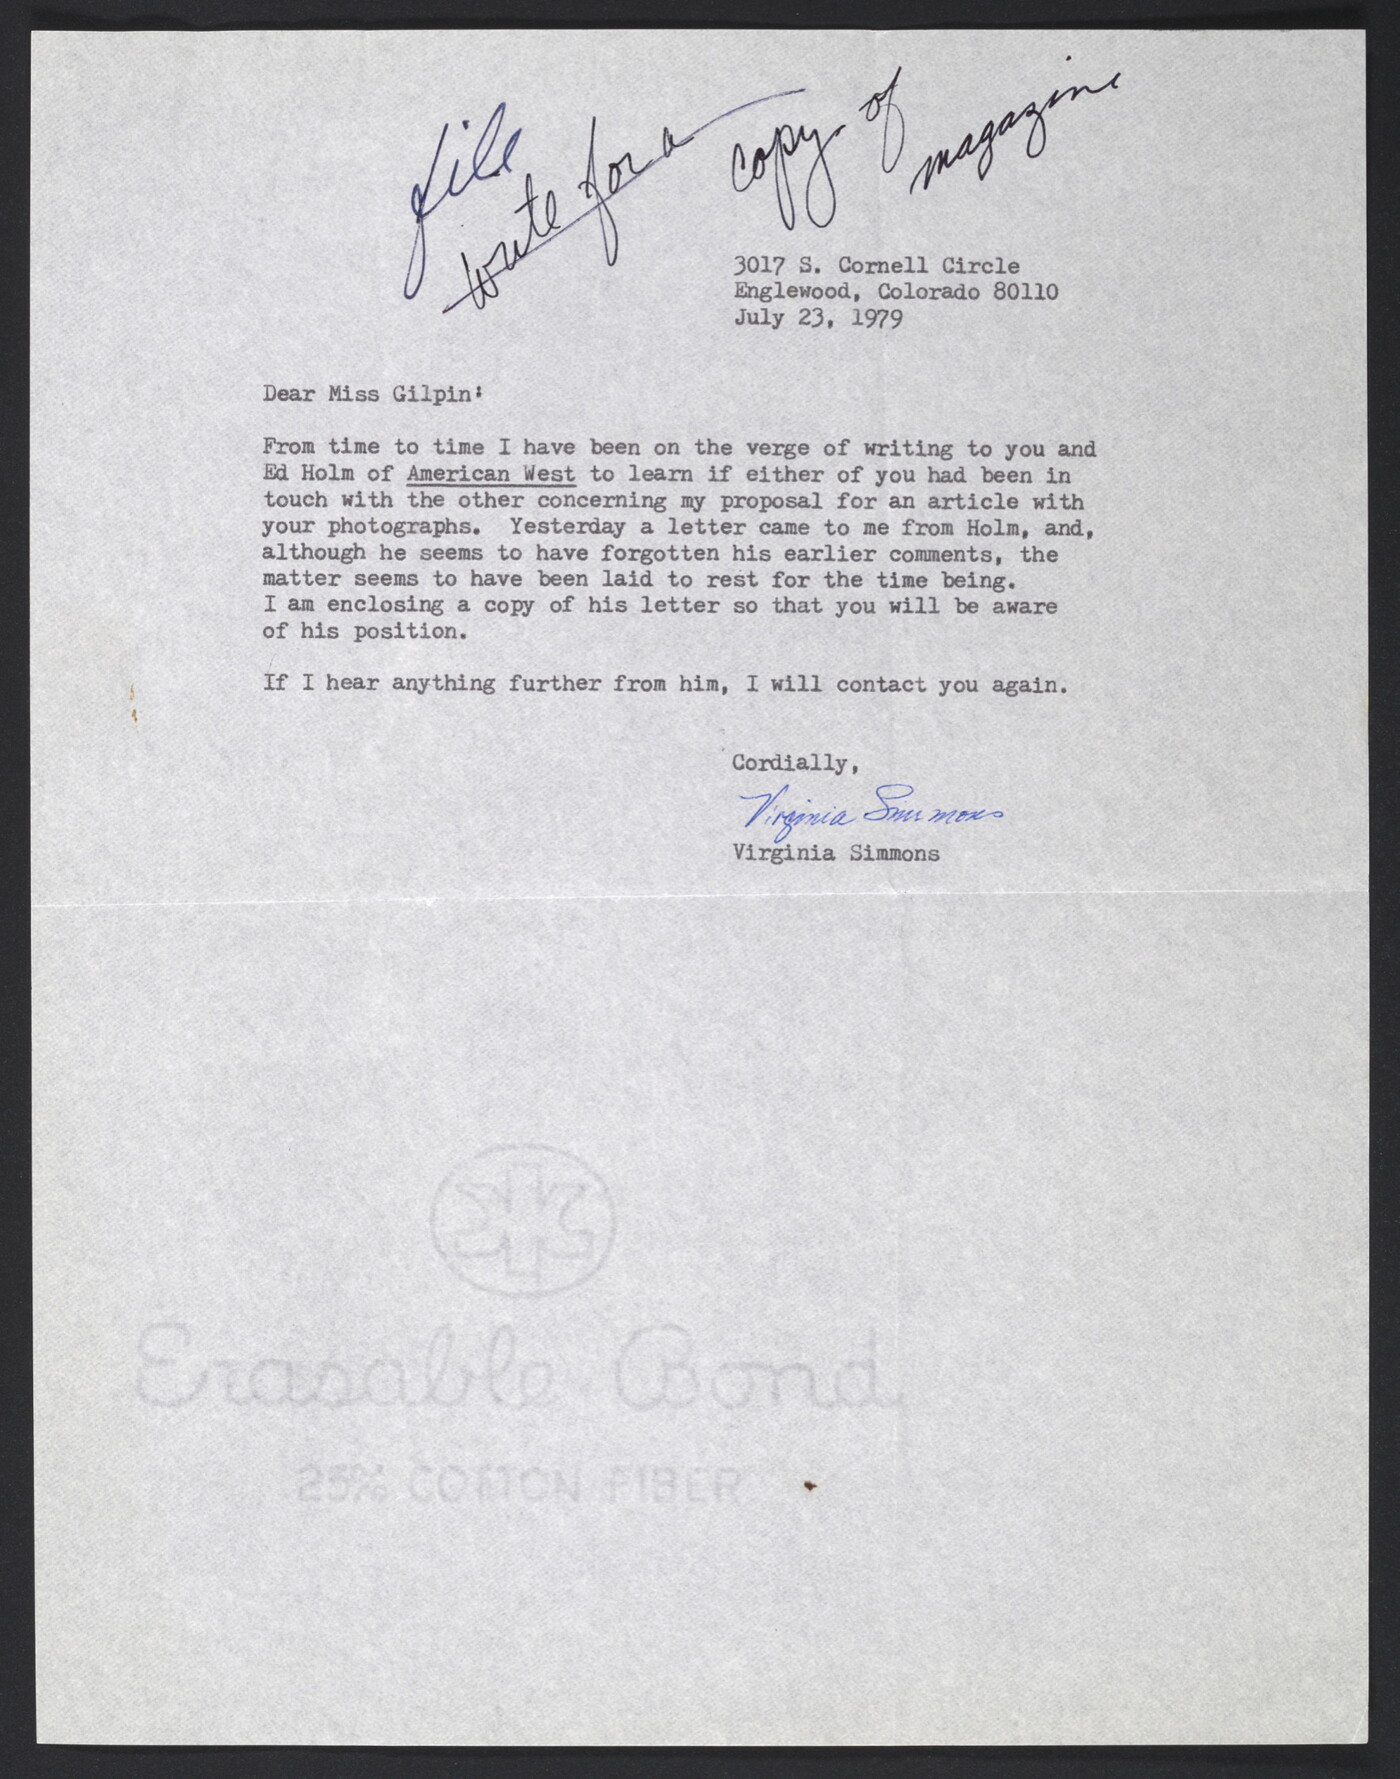 file
write for a copy of magazine
3017 S. Cornell Circle
Englewood, Colorado 80110
July 23, 1979
Dear Miss Gilpin:
From time to time I have been on the verge of writing to you and
Ed Holm of American West to learn if either of you had been in
touch with the other concerning my proposal for an article with
your photographs.  Yesterday a letter came to me from Holm, and,
although he seems to have forgotten his earlier comments, the
matter seems to have been laid to rest for the time being.
I am enclosing a copy of his letter so that you will be aware
of his position.
If I hear anything further from him, I will contact you again.
Cordially,
Virginia Simmons
Virginia Simmons
Erasable Bond
25% COTTON FIBER